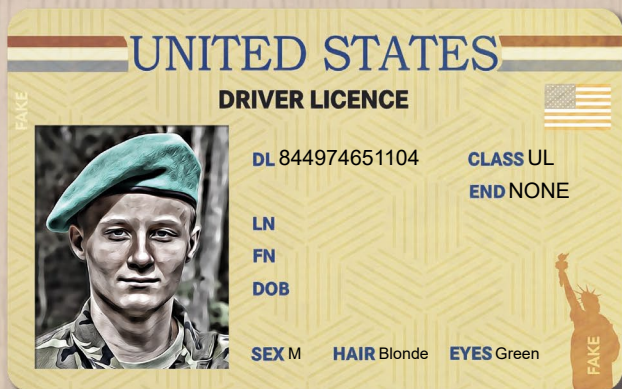 UNITED STATES
DRIVER LICENCE
FAKE
DL 844974651104 CLASS UL
END NONE
LN
FN
DOB
SEX M HAIR Blonde EYES Green
FAKE